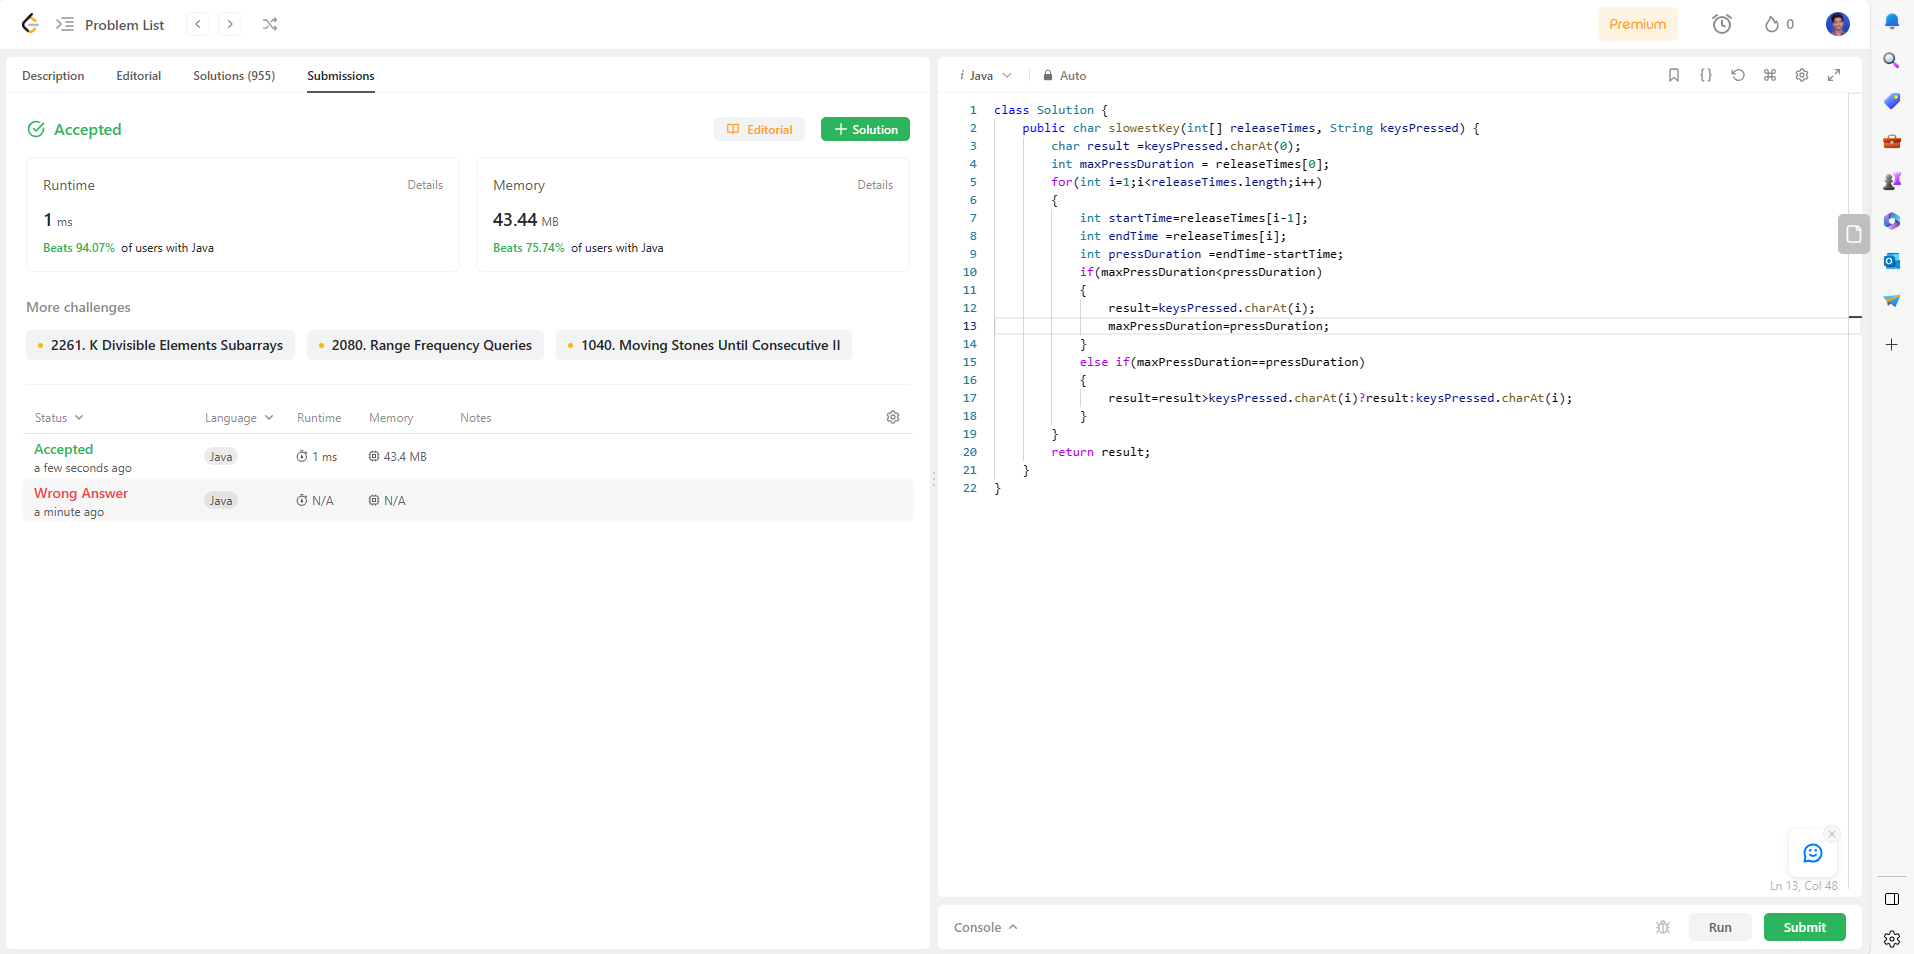 Problem List
Premium
0
Description Editorial Solutions (955) Submissions
Accepted
Editorial
Solution
Runtime Details
1 ms
Beats 94.07% of users with Java
Memory Details
43.44 MB
Beats 75.74% of users with Java
More challenges
2261. K Divisible Elements Subarrays
2080. Range Frequency Queries
1040. Moving Stones Until Consecutive II
Status Language Runtime Memory Notes
Accepted
a few seconds ago
Java 1 ms 43.4 MB
Wrong Answer
a minute ago
Java N/A N/A
i Java Auto
1 class Solution {
2 public char slowestKey(int[] releaseTimes, String keysPressed) {
3 char result =keysPressed.charAt(0);
4 int maxPressDuration = releaseTimes[0];
5 for(int i=1;i<releaseTimes.length;i++)
6 {
7 int startTime=releaseTimes[i-1];
8 int endTime =releaseTimes[i];
9 int pressDuration =endTime-startTime;
10 if(maxPressDuration<pressDuration)
11 {
12 result=keysPressed.charAt(i);
13 maxPressDuration=pressDuration;
14 }
15 else if(maxPressDuration==pressDuration)
16 {
17 result=result>keysPressed.charAt(i)?result:keysPressed.charAt(i);
18 }
19 }
20 return result;
21 }
22 }
Ln 13, Col 48
Console
Run
Submit